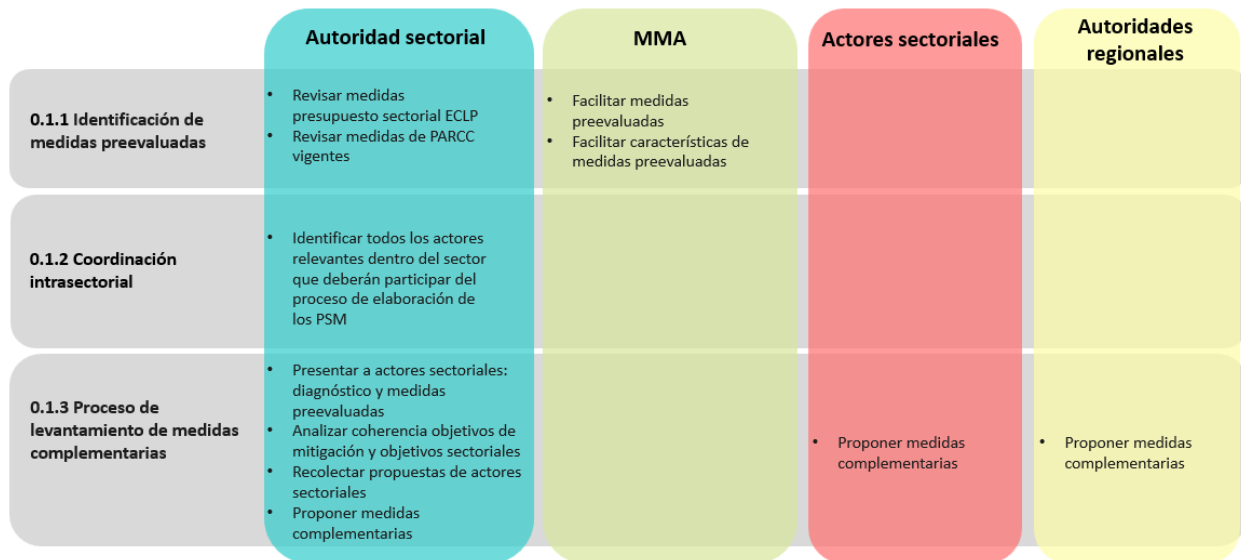 Autoridad sectorial
MMA
Actores sectoriales
Autoridades
regionales
0.1.1 Identificación de
medidas preevaluadas
• Revisar medidas
presupuesto sectorial ECLP
• Revisar medidas de PARCC
vigentes
• Facilitar medidas
preevaluadas
• Facilitar características de
medidas preevaluadas
0.1.2 Coordinación
intrasectorial
• Identificar todos los actores
relevantes dentro del sector
que deberán participar del
proceso de elaboración de
los PSM
0.1.3 Proceso de
levantamiento de medidas
complementarias
• Presentar a actores sectoriales:
diagnóstico y medidas
preevaluadas
• Analizar coherencia objetivos de
mitigación y objetivos sectoriales
• Recolectar propuestas de actores
sectoriales
• Proponer medidas
complementarias
• Proponer medidas
complementarias
• Proponer medidas
complementarias